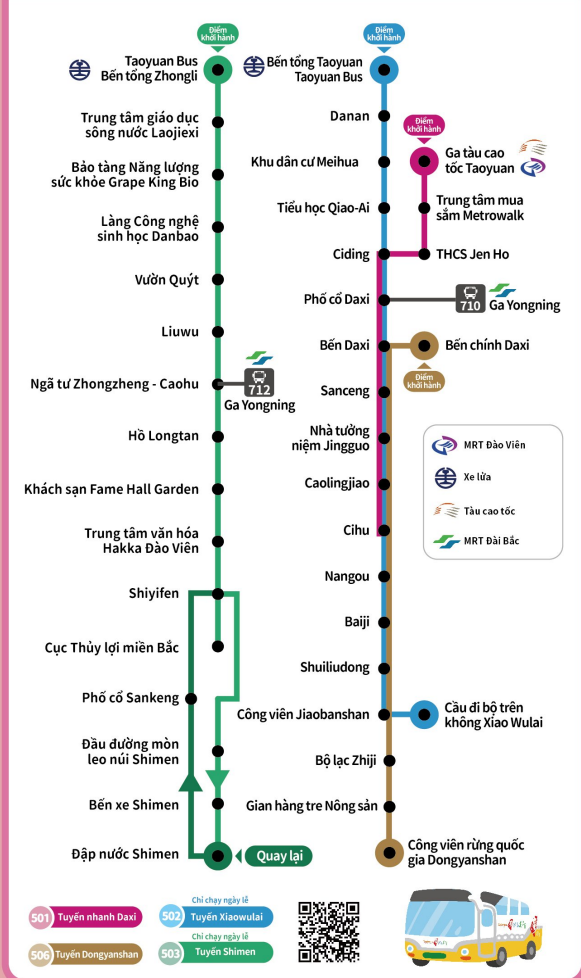 Điểm
khởi hành
Taoyuan Bus
Bến tổng Zhongli
Trung tâm giáo dục
sông nước Laojiexi
Bảo tàng Năng lượng
sức khỏe Grape King Bio
Làng Công nghệ
sinh học Danbao
Vườn Quýt
Liuwu
Ngã tư Zhongzheng - Caohu
712
Ga Yongning
Hồ Longtan
Khách sạn Fame Hall Garden
Trung tâm văn hóa
Hakka Đào Viên
Shiyifen
Cục Thủy lợi miền Bắc
Phố cổ Sankeng
Đầu đường mòn
leo núi Shimen
Bến xe Shimen
Đập nước Shimen
Quay lại
Điểm
khởi hành
Bến tổng Taoyuan
Taoyuan Bus
Danan
Khu dân cư Meihua
Tiểu học Qiao-Ai
Ciding
Điểm
khởi hành
Ga tàu cao
tốc Taoyuan
Trung tâm mua
sắm Metrowalk
THCS Jen Ho
Phố cổ Daxi
710
Ga Yongning
Bến Daxi
Bến chính Daxi
Điểm
khởi hành
Sanceng
Nhà tưởng
niệm Jingguo
Caolingjiao
Cihu
Nangou
Baiji
Shuiliudong
Công viên Jiaobanshan
Cầu đi bộ trên
không Xiao Wulai
Bộ lạc Zhiji
Gian hàng tre Nông sản
Công viên rừng quốc
gia Dongyanshan
MRT Đào Viên
Xe lửa
Tàu cao tốc
MRT Đài Bắc
501 Tuyến nhanh Daxi
Chỉ chạy ngày lễ
502 Tuyến Xiaowulai
506 Tuyến Dongyanshan
Chỉ chạy ngày lễ
503 Tuyến Shimen